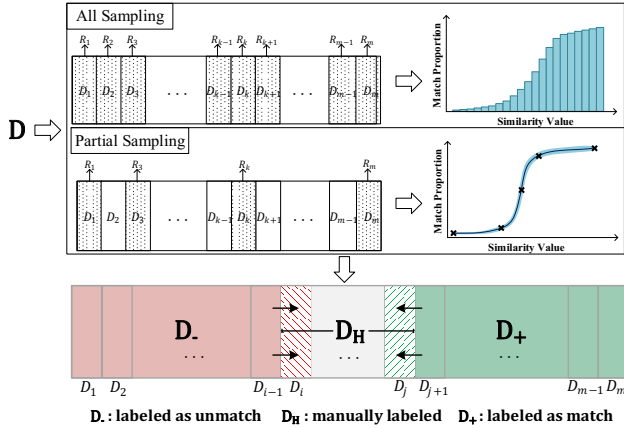 All Sampling
R₁ R₂ R₃ Rₖ₋₁ Rₖ Rₖ₊₁ Rₘ₋₁ Rₘ
D₁ D₂ D₃ . . . Dₖ₋₁ Dₖ Dₖ₊₁ . . . Dₘ₋₁ Dₘ
Match Proportion
Similarity Value
D
Partial Sampling
R₁ R₃ Rₖ Rₘ
D₁ D₂ D₃ . . . Dₖ₋₁ Dₖ Dₖ₊₁ . . . Dₘ₋₁ Dₘ
Match Proportion
Similarity Value
D₋ D_H D₊
. . . . . . . . .
D₁ D₂ Dᵢ₋₁ Dᵢ Dⱼ Dⱼ₊₁ Dₘ₋₁ Dₘ
D₋: labeled as unmatch D_H: manually labeled D₊: labeled as match